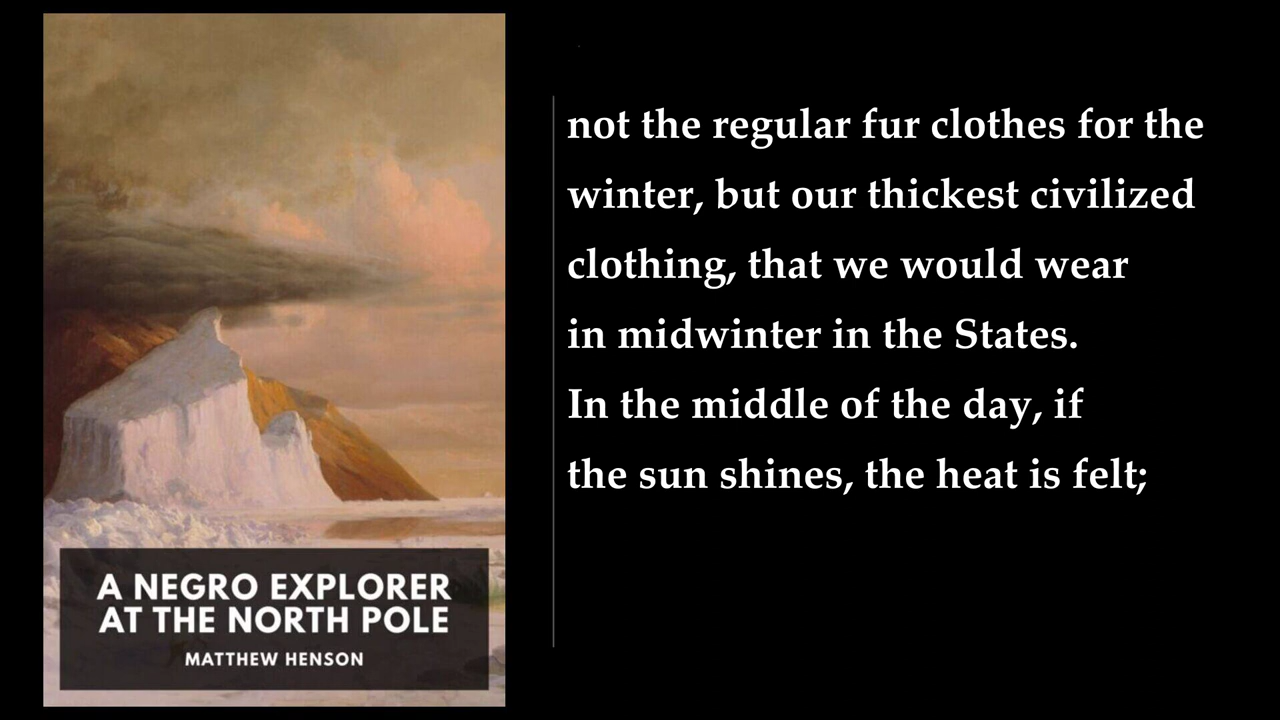 not the regular fur clothes for the
winter, but our thickest civilized
clothing, that we would wear
in midwinter in the States.
In the middle of the day, if
the sun shines, the heat is felt;
A NEGRO EXPLORER
AT THE NORTH POLE
MATTHEW HENSON